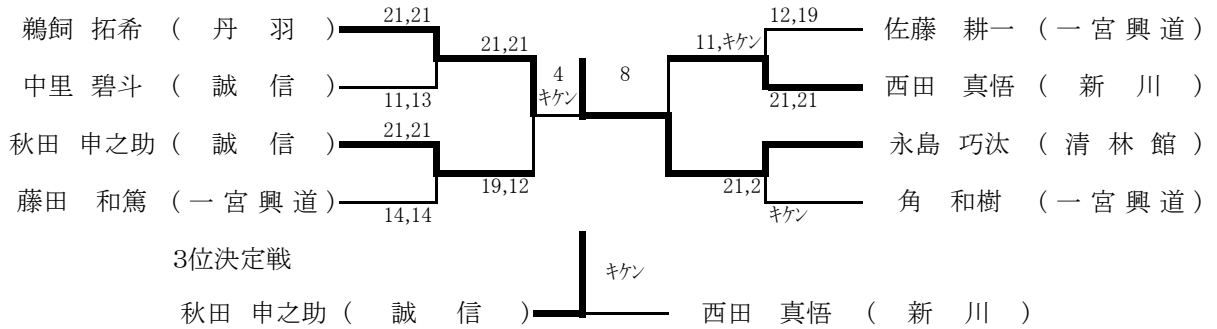 21,21 12,19
鵜飼 拓希 ( 丹 羽 ) 佐藤 耕一 (一宮興道)
21,21 11,キケン
中里 碧斗 ( 誠 信 ) 4 8 西田 真悟 ( 新 川 )
11,13 キケン 21,21
21,21
秋田 申之助 ( 誠 信 ) 永島 巧汰 ( 清 林 館 )
19,12 21,2
藤田 和篤 (一宮興道) 角 和樹 (一宮興道)
14,14 キケン
3位決定戦 キケン
秋田 申之助 ( 誠 信 ) 西田 真悟 ( 新 川 )